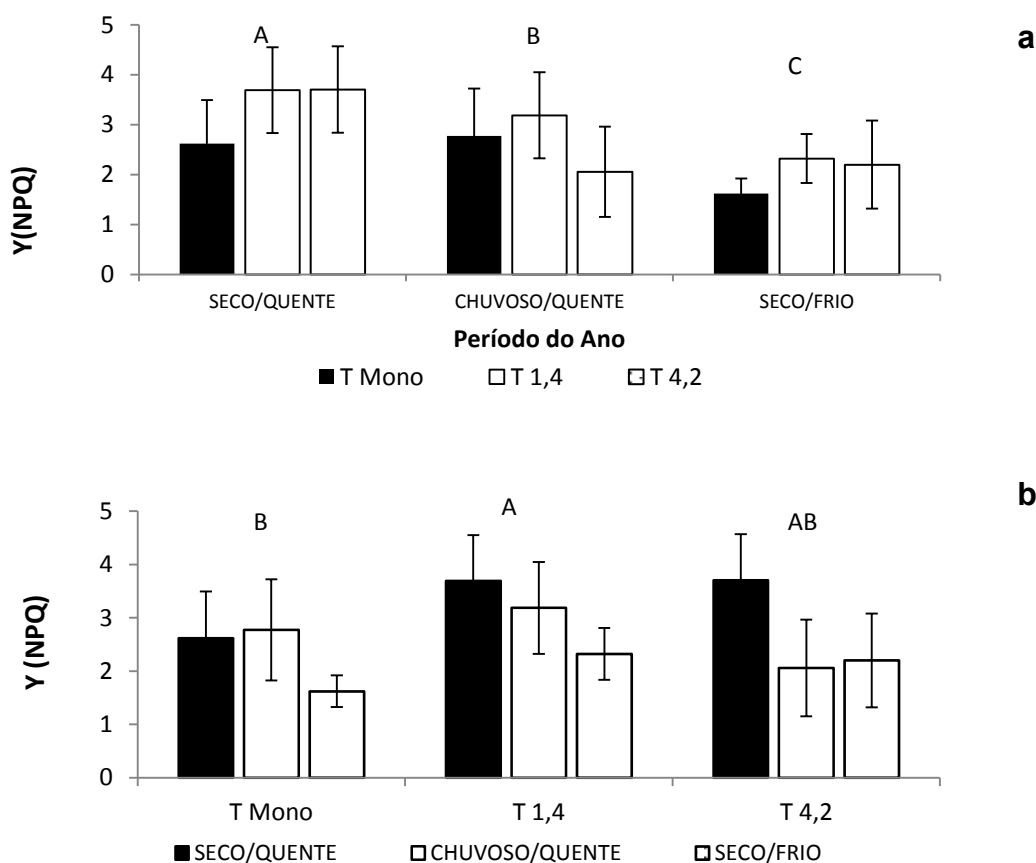 a
5
4
3
2
1
0
Y(NPQ)
A
B
C
SECO/QUENTE CHUVOSO/QUENTE SECO/FRIO
Período do Ano
T Mono T 1,4 T 4,2
b
5
4
3
2
1
0
Y (NPQ)
B
A
AB
T Mono T 1,4 T 4,2
SECO/QUENTE CHUVOSO/QUENTE SECO/FRIO